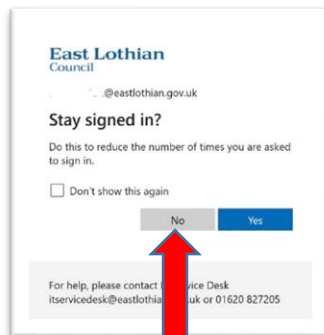 East Lothian
Council
@eastlothian.gov.uk
Stay signed in?
Do this to reduce the number of times you are asked
to sign in.
Don't show this again
No Yes
For help, please contact vice Desk
itservicedesk@eastlothia uk or 01620 827205